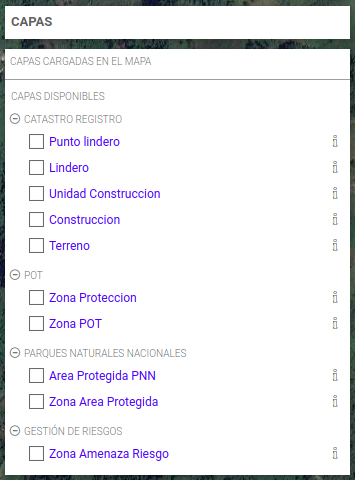 CAPAS
CAPAS CARGADAS EN EL MAPA
CAPAS DISPONIBLES
CATASTRO REGISTRO
Punto lindero
Lindero
Unidad Construccion
Construccion
Terreno
POT
Zona Proteccion
Zona POT
PARQUES NATURALES NACIONALES
Area Protegida PNN
Zona Area Protegida
GESTIÓN DE RIESGOS
Zona Amenaza Riesgo